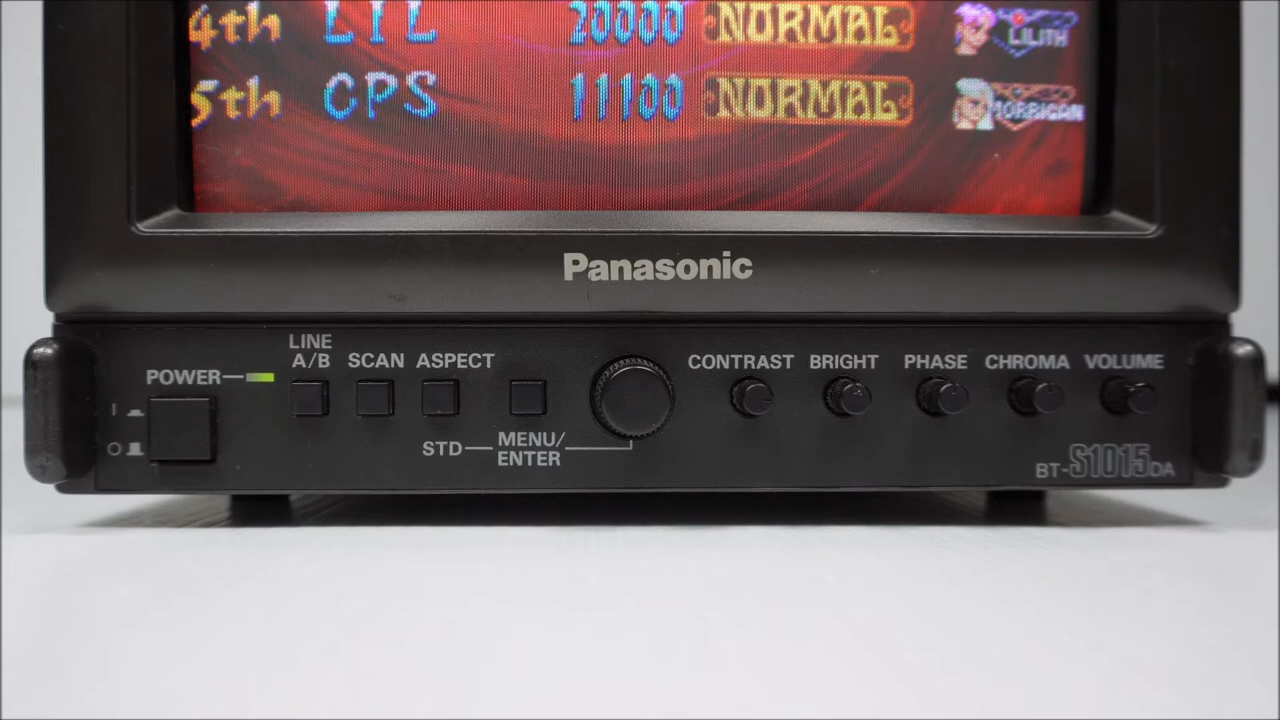 4th LIL 20000 NORMAL LILITH
5th CPS 11100 NORMAL MORRIGAN
Panasonic
LINE
A/B SCAN ASPECT CONTRAST BRIGHT PHASE CHROMA VOLUME
POWER
STD MENU/
ENTER
BT-S1015DA